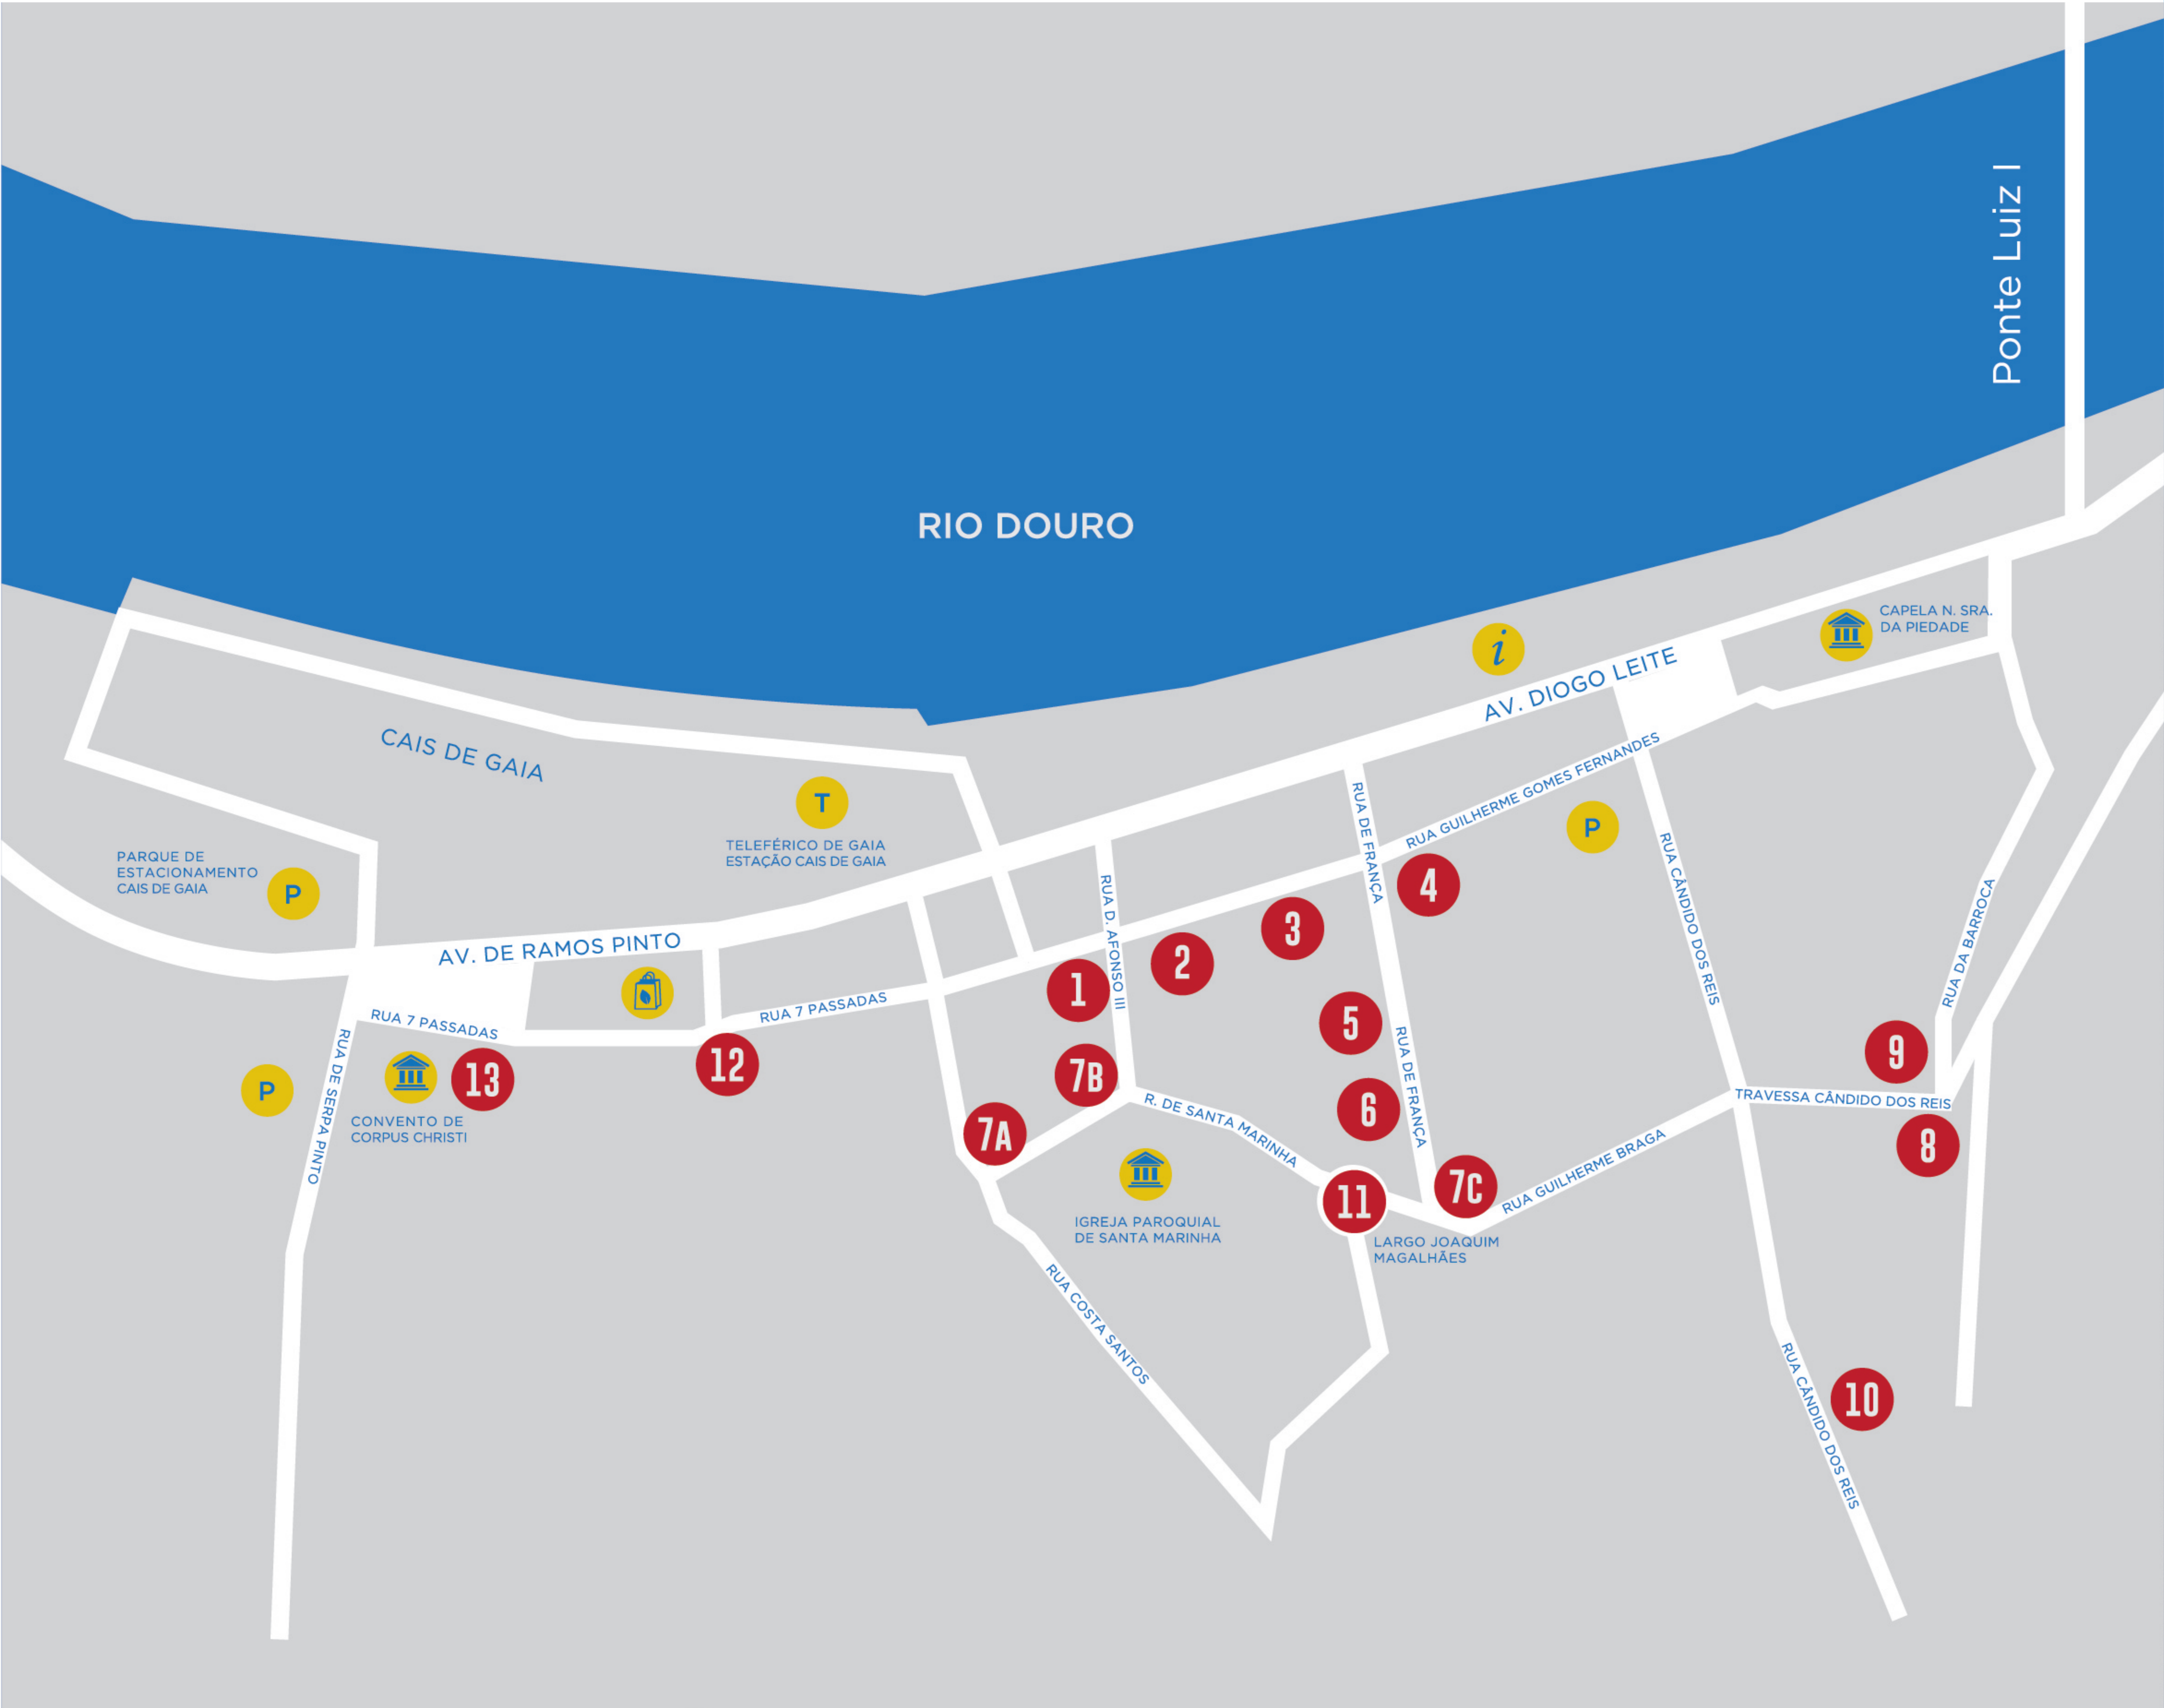 Ponte Luiz I
RIO DOURO
CAPELA N. SRA.
DA PIEDADE
i
AV. DIOGO LEITE
CAIS DE GAIA
RUA GUILHERME GOMES FERNANDES
T
TELEFÉRICO DE GAIA
ESTAÇÃO CAIS DE GAIA
P
RUA DE FRANÇA
PARQUE DE
ESTACIONAMENTO
CAIS DE GAIA
P
4
RUA CÂNDIDO DOS REIS
RUA D. AFONSO III
3
RUA DA BARROCA
AV. DE RAMOS PINTO
2
1
RUA 7 PASSADAS
RUA 7 PASSADAS
5
9
12
7B
13
P
RUA DE SERPA PINTO
CONVENTO DE
CORPUS CHRISTI
RUA DE FRANÇA
6
TRAVESSA CÂNDIDO DOS REIS
R. DE SANTA MARINHA
7A
8
RUA GUILHERME BRAGA
7C
11
IGREJA PAROQUIAL
DE SANTA MARINHA
LARGO JOAQUIM
MAGALHÃES
RUA COSTA SANTOS
10
RUA CÂNDIDO DOS REIS